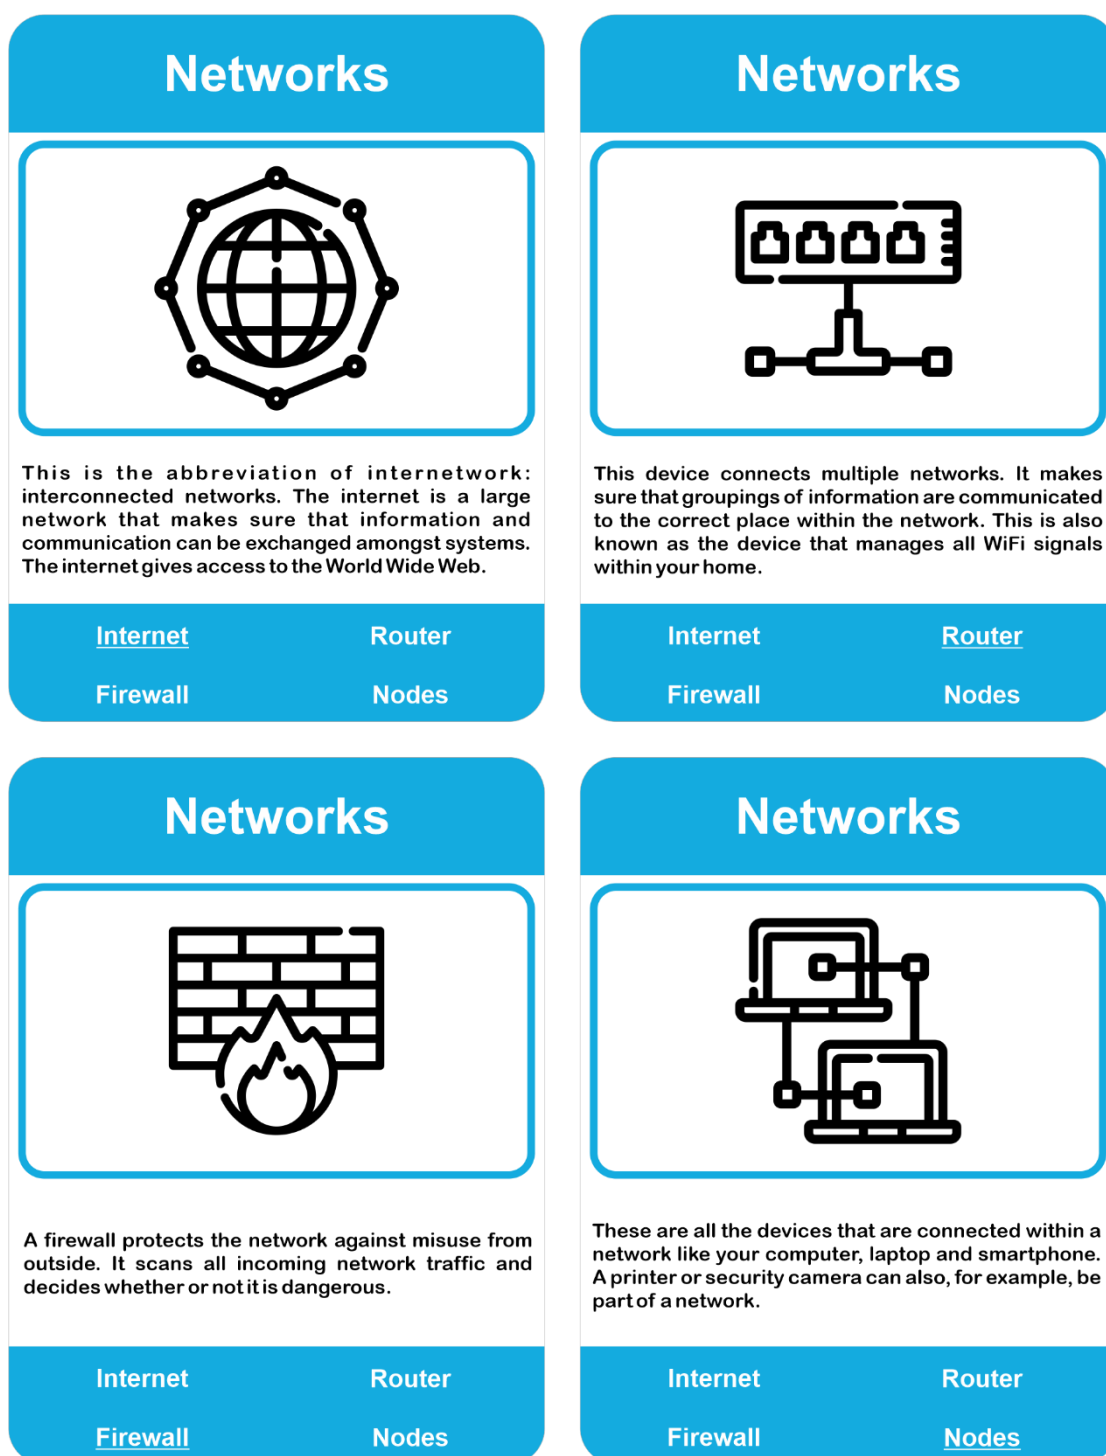 Networks
This is the abbreviation of internetwork:
interconnected networks. The internet is a large
network that makes sure that information and
communication can be exchanged amongst systems.
The internet gives access to the World Wide Web.
Internet Router
Firewall Nodes
Networks
This device connects multiple networks. It makes
sure that groupings of information are communicated
to the correct place within the network. This is also
known as the device that manages all WiFi signals
within your home.
Internet Router
Firewall Nodes
Networks
A firewall protects the network against misuse from
outside. It scans all incoming network traffic and
decides whether or not it is dangerous.
Internet Router
Firewall Nodes
Networks
These are all the devices that are connected within a
network like your computer, laptop and smartphone.
A printer or security camera can also, for example, be
part of a network.
Internet Router
Firewall Nodes